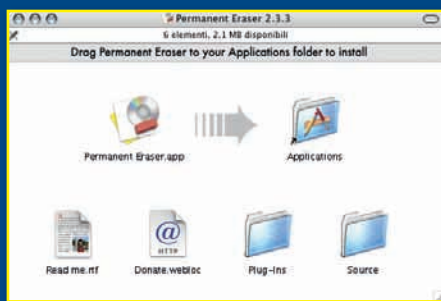 Permanent Eraser 2.3.3
6 elementi, 2,1 MB disponibili
Drag Permanent Eraser to your Applications folder to install
Permanent Eraser.app
Applications
HTTP
Read me.rtf
Donate.webloc
Plug-Ins
Source